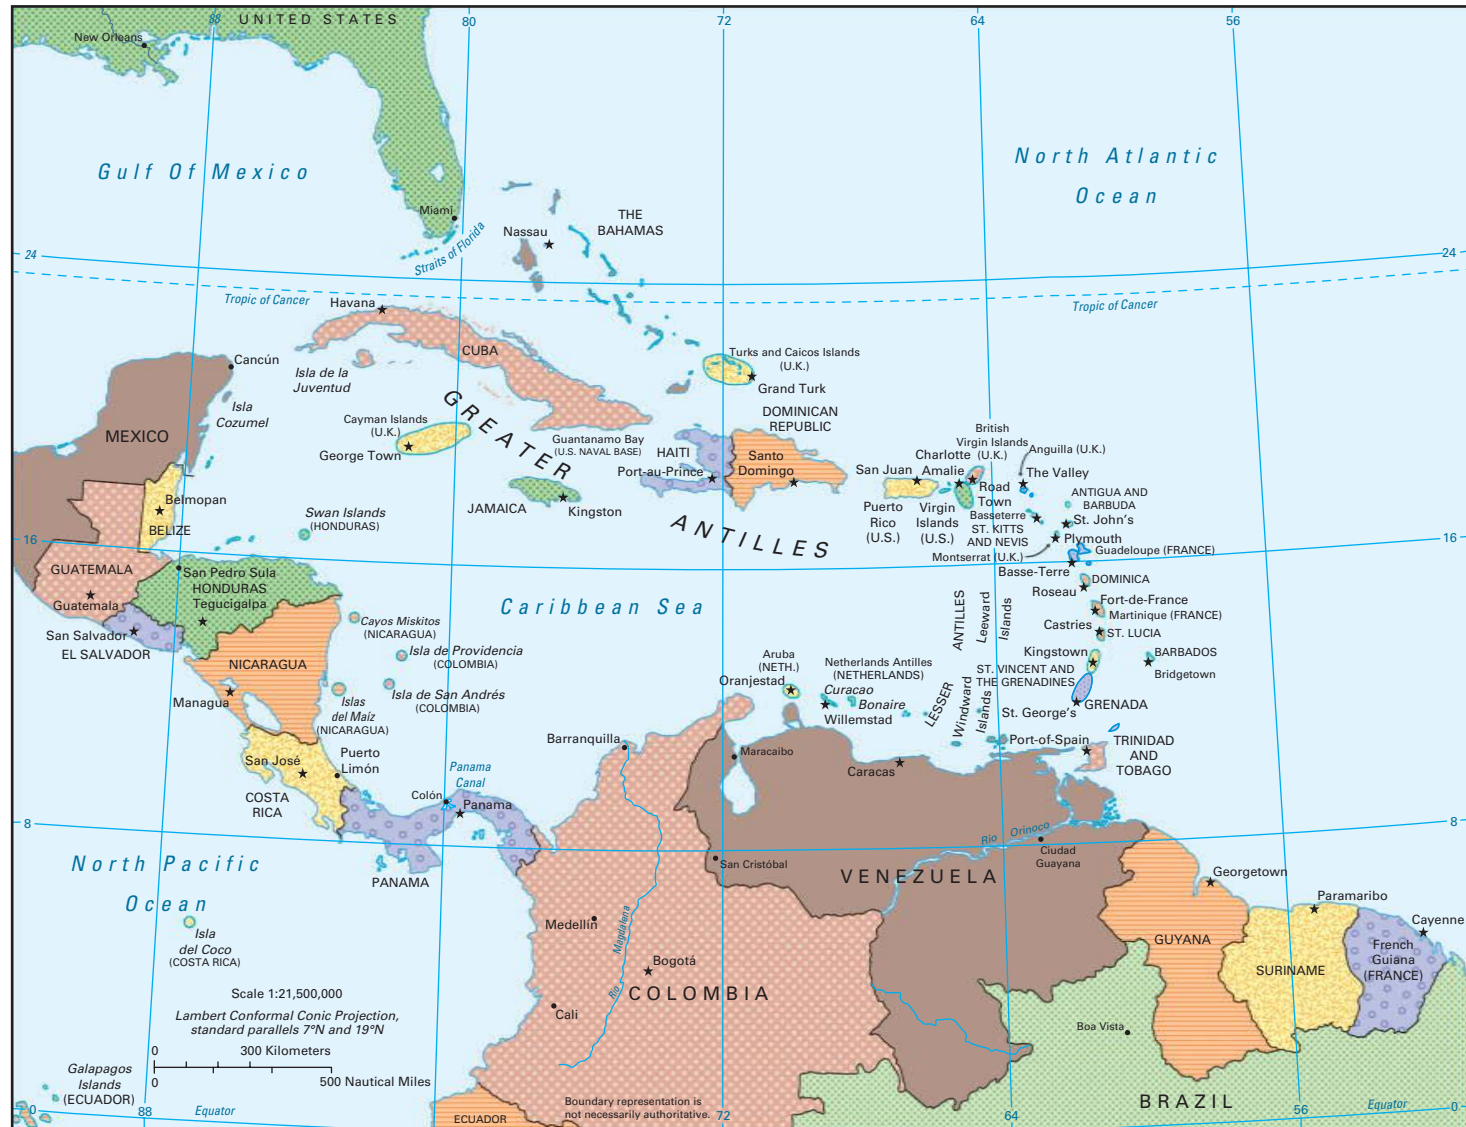 88
UNITED STATES
80
72
64
56
New Orleans
Gulf Of Mexico
North Atlantic
Ocean
Miami
Straits of Florida
Nassau
THE
BAHAMAS
24
24
Tropic of Cancer
Tropic of Cancer
Havana
CUBA
Cancún
Isla de la
Juventud
Isla
Cozumel
Turks and Caicos Islands
(U.K.)
Grand Turk
MEXICO
Cayman Islands
(U.K.)
George Town
GREATER
ANTILLES
Guantanamo Bay
(U.S. NAVAL BASE)
HAITI
Port-au-Prince
DOMINICAN
REPUBLIC
Santo
Domingo
JAMAICA
Kingston
San Juan
Puerto
Rico
(U.S.)
Charlotte
Amalie
Virgin
Islands
(U.S.)
British
Virgin Islands
(U.K.)
Road
Town
Anguilla (U.K.)
The Valley
Basseterre
ST. KITTS
AND NEVIS
ANTIGUA AND
BARBUDA
St. John's
Plymouth
Montserrat (U.K.)
Guadeloupe (FRANCE)
Basse-Terre
Belmopan
BELIZE
Swan Islands
(HONDURAS)
16
16
GUATEMALA
Guatemala
San Pedro Sula
HONDURAS
Tegucigalpa
San Salvador
EL SALVADOR
Caribbean Sea
Cayos Miskitos
(NICARAGUA)
Isla de Providencia
(COLOMBIA)
Isla de San Andrés
(COLOMBIA)
Islas
del Maíz
(NICARAGUA)
NICARAGUA
Managua
DOMINICA
Roseau
Fort-de-France
Martinique (FRANCE)
Castries
ST. LUCIA
Kingstown
ST. VINCENT AND
THE GRENADINES
BARBADOS
Bridgetown
St. George's
GRENADA
LESSER
ANTILLES
Leeward
Islands
Windward
Islands
Aruba
(NETH.)
Oranjestad
Netherlands Antilles
(NETHERLANDS)
Curacao
Bonaire
Willemstad
Port-of-Spain
TRINIDAD
AND
TOBAGO
San José
COSTA
RICA
Puerto
Limón
Panama
Canal
Colón
Panama
PANAMA
Barranquilla
Maracaibo
Caracas
8
8
Rio Orinoco
Ciudad
Guayana
San Cristóbal
VENEZUELA
North Pacific
Ocean
Isla
del Coco
(COSTA RICA)
Medellín
Rio Magdalena
Bogotá
COLOMBIA
Cali
Georgetown
GUYANA
Paramaribo
SURINAME
Cayenne
French
Guiana
(FRANCE)
Boa Vista
BRAZIL
Scale 1:21,500,000
Lambert Conformal Conic Projection,
standard parallels 7°N and 19°N
0 300 Kilometers
0 500 Nautical Miles
Galapagos
Islands
(ECUADOR)
ECUADOR
Boundary representation is
not necessarily authoritative.
0
88
Equator
72
64
56
Equator
0